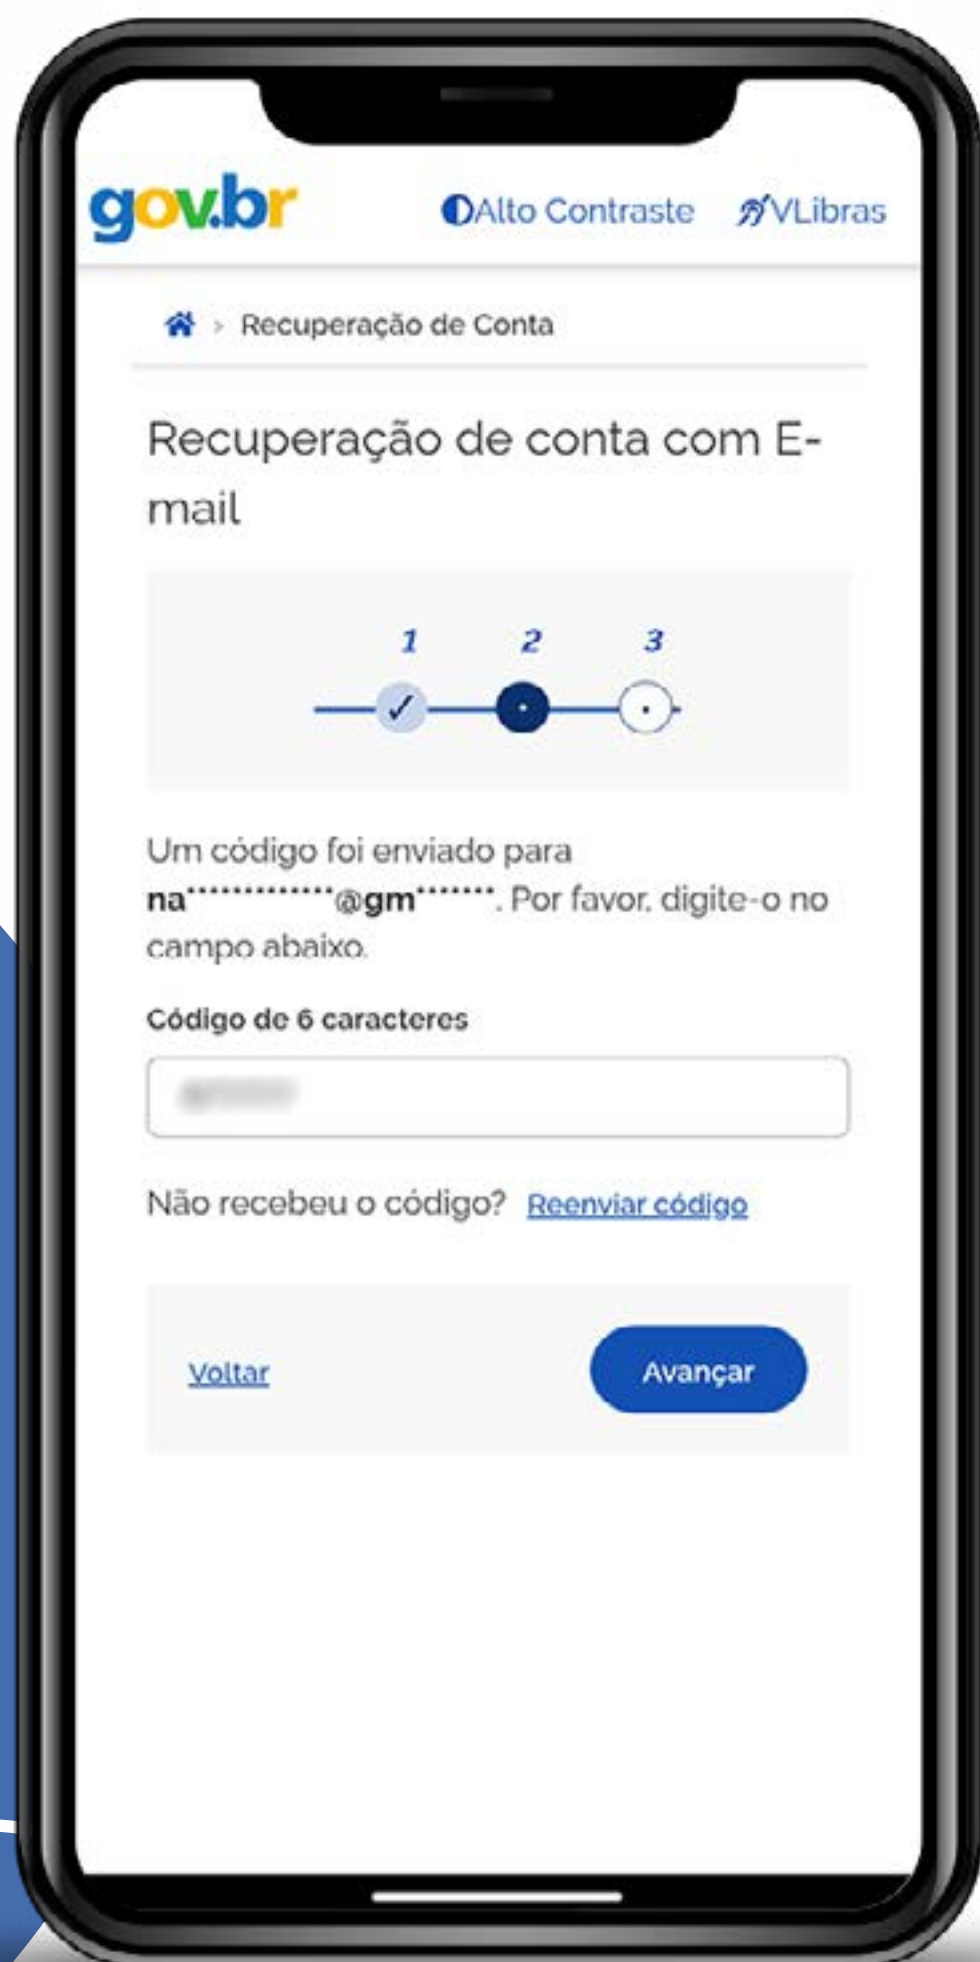 gov.br
Alto Contraste VLibras
> Recuperação de Conta
Recuperação de conta com E-
mail
1 2 3
Um código foi enviado para
na*************@gm*******. Por favor, digite-o no
campo abaixo.
Código de 6 caracteres
Não recebeu o código? Reenviar código
Voltar Avançar